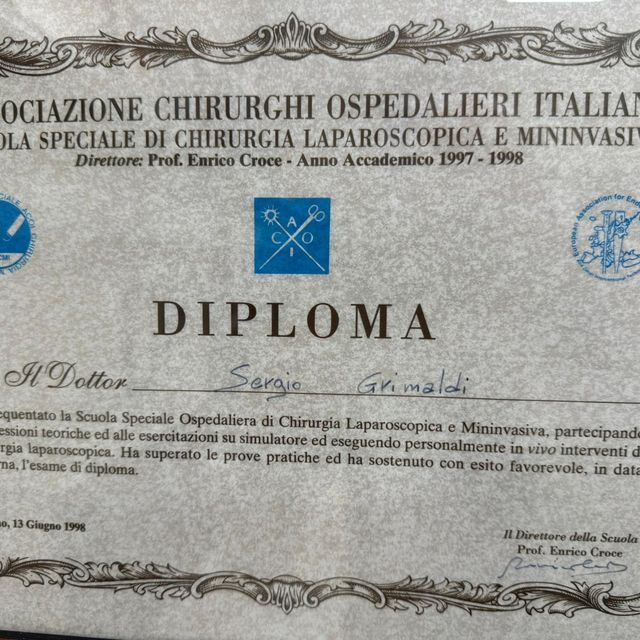 OCIAZIONE CHIRURGHI OSPEDALIERI ITALIAN
OLA SPECIALE DI CHIRURGIA LAPAROSCOPICA E MININVASIV
Direttore: Prof. Enrico Croce - Anno Accademico 1997 - 1998
A
C O
I
DIPLOMA
Il Dottor Sergio Grimaldi
equentato la Scuola Speciale Ospedaliera di Chirurgia Laparoscopica e Mininvasiva, partecipando
essioni teoriche ed alle esercitazioni su simulatore ed eseguendo personalmente in vivo interventi d
rgia laparoscopica. Ha superato le prove pratiche ed ha sostenuto con esito favorevole, in data
rna, l'esame di diploma.
no, 13 Giugno 1998
Il Direttore della Scuola
Prof. Enrico Croce